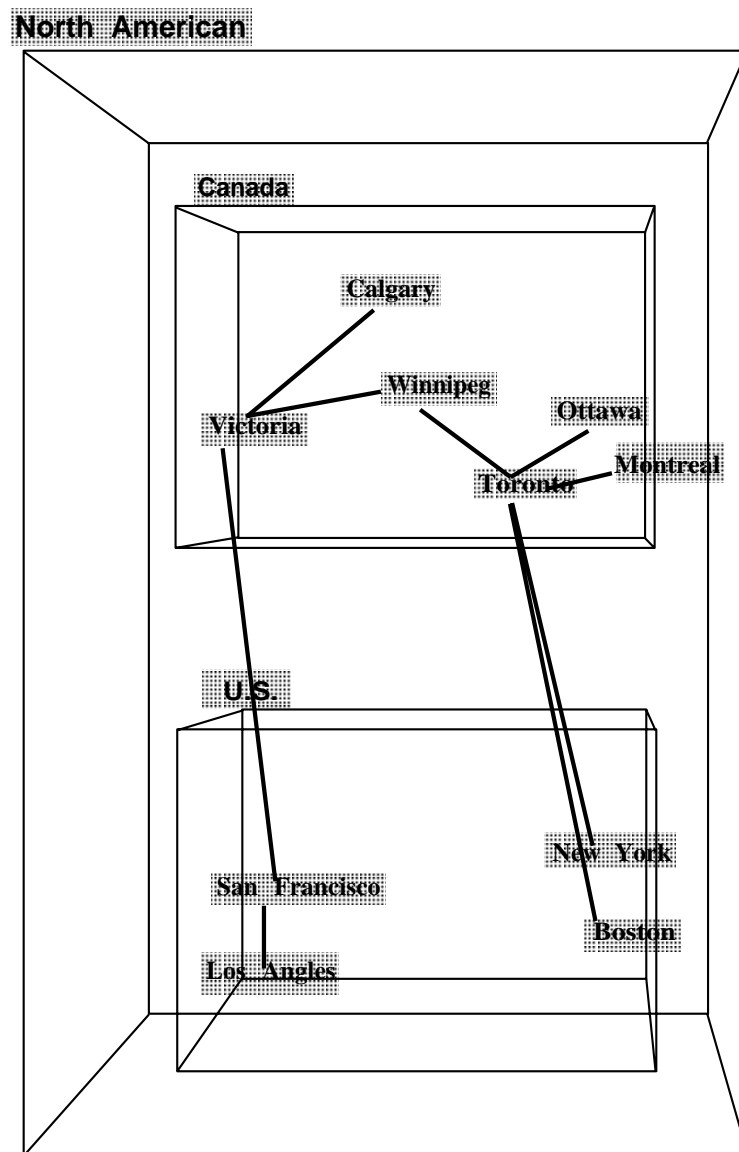 North American
Canada
Calgary
Winnipeg
Ottawa
Victoria
Montreal
Toronto
U.S.
New York
San Francisco
Boston
Los Angles